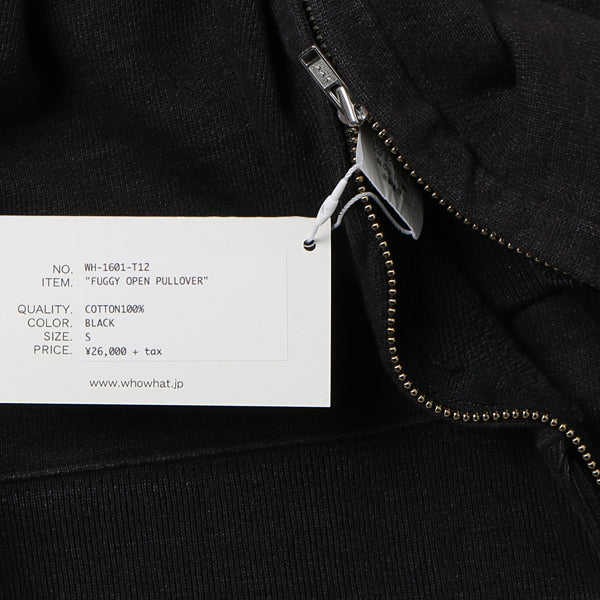 NO. WH-1601-T12
ITEM. "FUGGY OPEN PULLOVER"
QUALITY. COTTON100%
COLOR. BLACK
SIZE. S
PRICE. ¥26,000 + tax
www.whowhat.jp